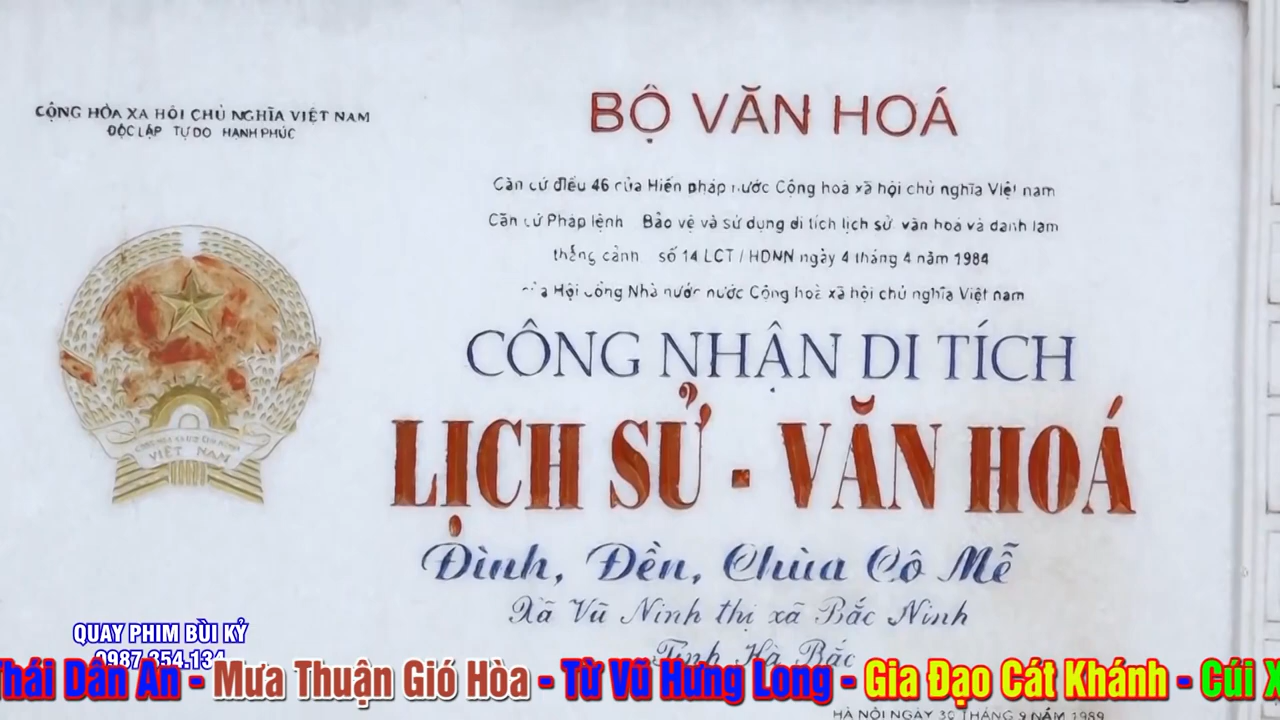 CỘNG HÒA XA HÔI CHỦ NGHĨA VIỆT NAM
ĐỘC LẬP TỰ DO HẠNH PHÚC
BỘ VĂN HOÁ
Căn cứ điều 46 của Hiến pháp nước Cộng hoà xã hội chủ nghĩa Việt nam
Căn cứ Pháp lệnh Bảo vệ và sử dụng di tích lịch sử văn hoá và danh lam
thắng cảnh số 14 LCT / HĐNN ngày 4 tháng 4 năm 1984
của Hội đồng Nhà nước nước Cộng hoà xã hội chủ nghĩa Việt nam
CÔNG NHẬN DI TÍCH
LỊCH SỬ - VĂN HOÁ
Đình, Đền, Chùa Cô Mễ
Xã Vũ Ninh thị xã Bắc Ninh
Tỉnh Hà Bắc
HÀ NỘI NGÀY 30 THÁNG 9 NĂM 1989
VIỆT NAM
QUAY PHIM BÙI KỶ
0987.354.134
Thái Dân An - Mưa Thuận Gió Hòa - Từ Vũ Hưng Long - Gia Đạo Cát Khánh - Cúi X